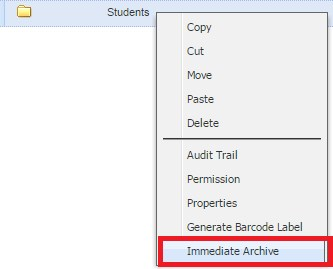 Students
Copy
Cut
Move
Paste
Delete
Audit Trail
Permission
Properties
Generate Barcode Label
Immediate Archive